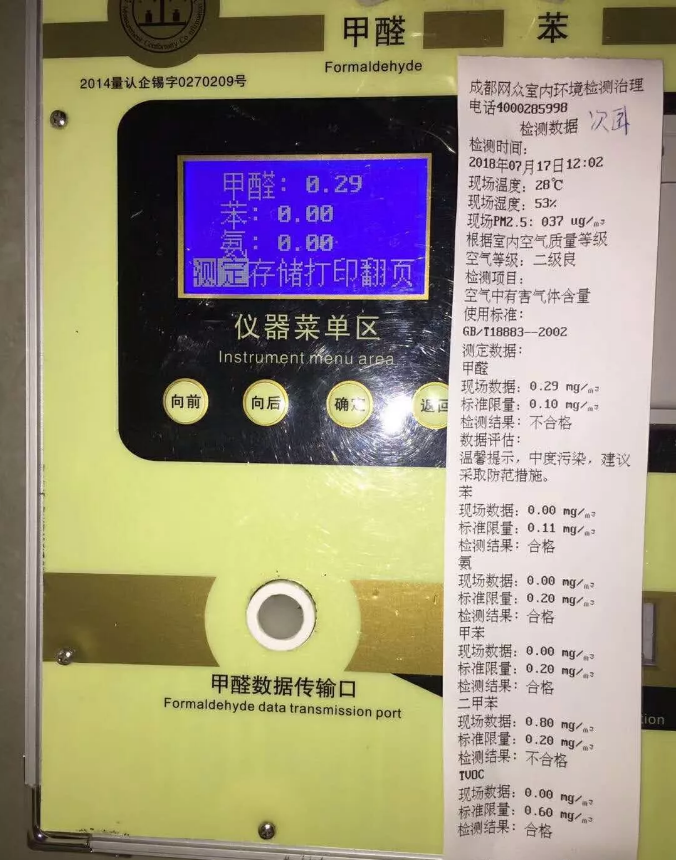 甲醛
Formaldehyde
苯
2014量认企锡字0270209号
甲醛：0.29
苯：0.00
氨：0.00
测定存储打印翻页
仪器菜单区
Instrument menu area
向前
向后
确定
返回
甲醛数据传输口
Formaldehyde data transmission port
成都网众室内环境检测治理
电话4000285998
检测数据 次卧
检测时间：
2018年07月17日12:02
现场温度：28℃
现场湿度：53%
现场PM2.5：037 ug/m³
根据室内空气质量等级
空气等级：二级良
检测项目：
空气中有害气体含量
使用标准：
GB/T18883--2002
测定数据：
甲醛
现场数据：0.29 mg/m³
标准限量：0.10 mg/m³
检测结果：不合格
数据评估：
温馨提示，中度污染，建议
采取防范措施。
苯
现场数据：0.00 mg/m³
标准限量：0.11 mg/m³
检测结果：合格
氨
现场数据：0.00 mg/m³
标准限量：0.20 mg/m³
检测结果：合格
甲苯
现场数据：0.00 mg/m³
标准限量：0.20 mg/m³
检测结果：合格
二甲苯
现场数据：0.80 mg/m³
标准限量：0.20 mg/m³
检测结果：不合格
TVOC
现场数据：0.00 mg/m³
标准限量：0.60 mg/m³
检测结果：合格